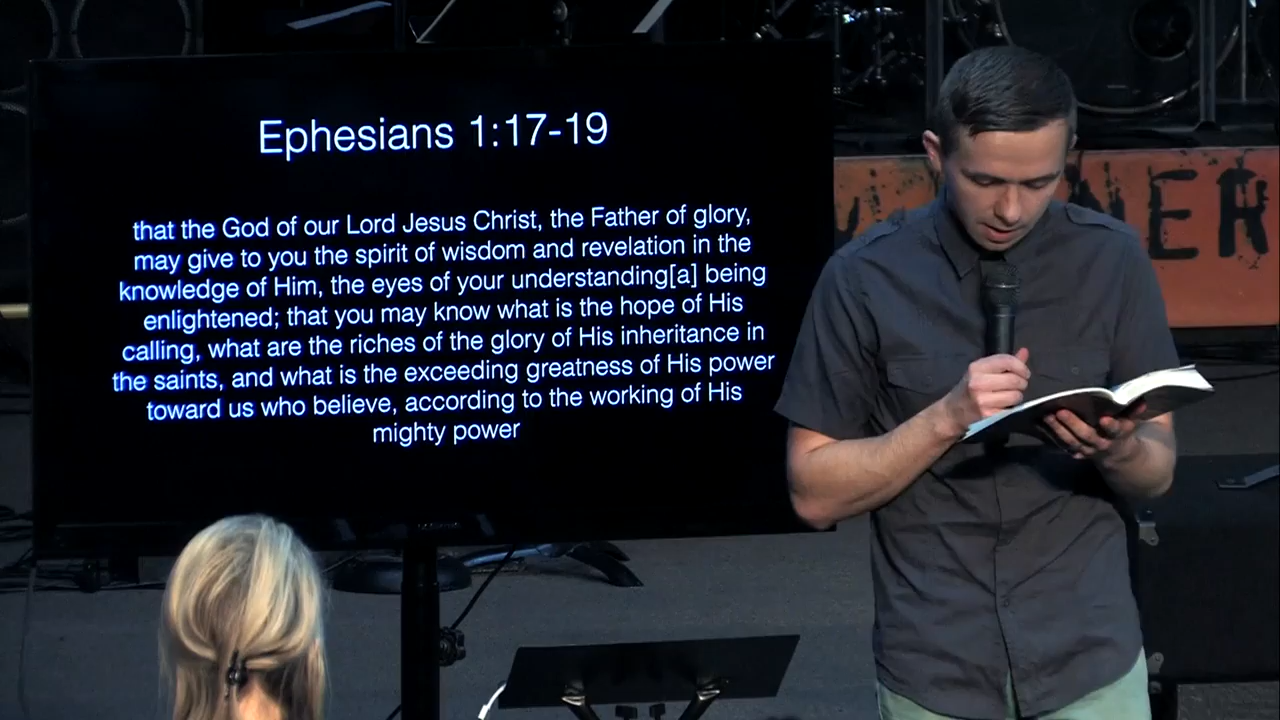 Ephesians 1:17-19
that the God of our Lord Jesus Christ, the Father of glory,
may give to you the spirit of wisdom and revelation in the
knowledge of Him, the eyes of your understanding[a] being
enlightened; that you may know what is the hope of His
calling, what are the riches of the glory of His inheritance in
the saints, and what is the exceeding greatness of His power
toward us who believe, according to the working of His
mighty power